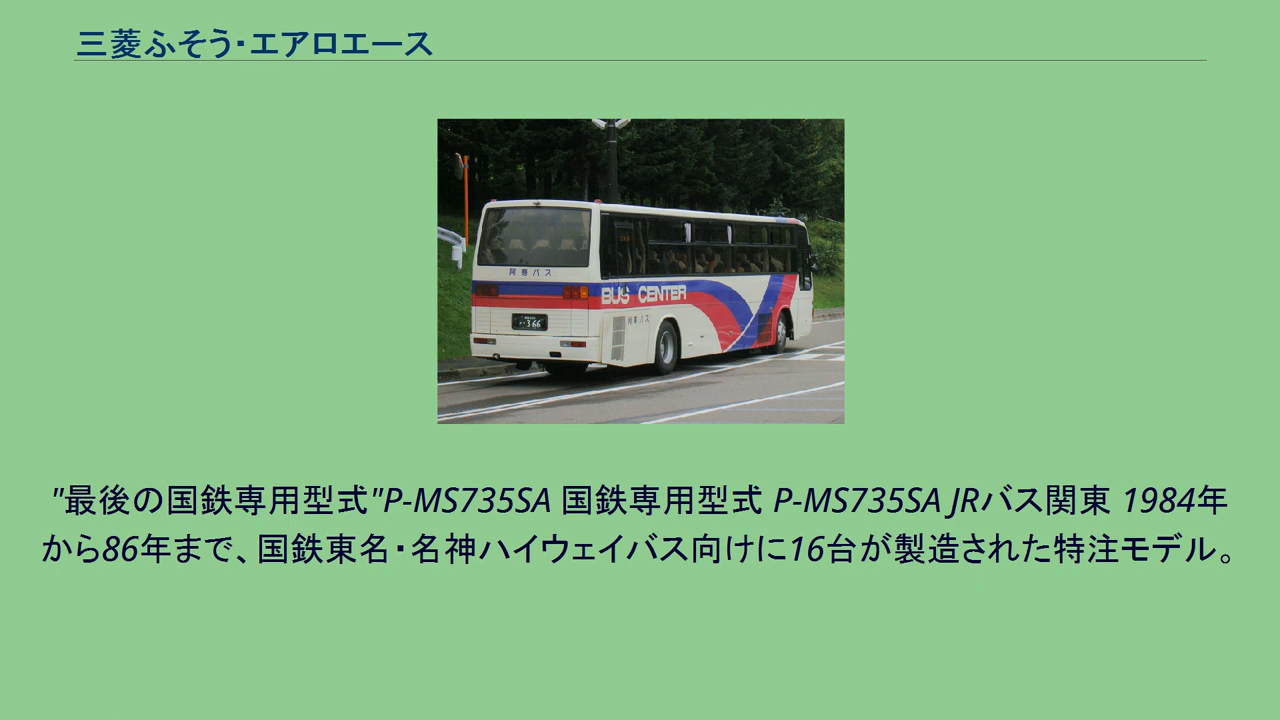 三菱ふそう・エアロエース
阿寒バス
BUS CENTER
366
阿寒バス
"最後の国鉄専用型式"P-MS735SA 国鉄専用型式 P-MS735SA JRバス関東 1984年
から86年まで、国鉄東名・名神ハイウェイバス向けに16台が製造された特注モデル。